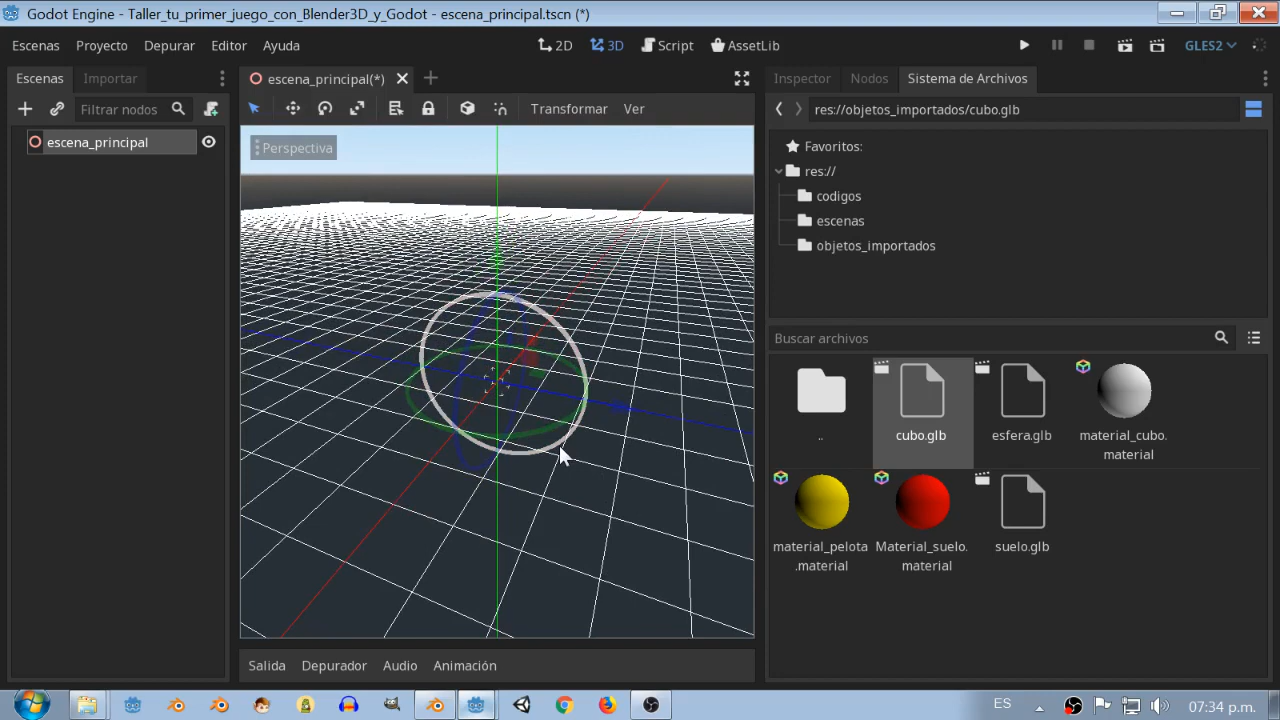 Godot Engine - Taller_tu_primer_juego_con_Blender3D_y_Godot - escena_principal.tscn (*)
Escenas Proyecto Depurar Editor Ayuda
2D 3D Script AssetLib
GLES2
Escenas Importar
escena_principal(*)
Inspector Nodos Sistema de Archivos
Filtrar nodos
Transformar Ver
res://objetos_importados/cubo.glb
escena_principal
Perspectiva
Favoritos:
res://
codigos
escenas
objetos_importados
Buscar archivos
..
cubo.glb
esfera.glb
material_cubo.
material
material_pelota
.material
Material_suelo.
material
suelo.glb
Salida Depurador Audio Animación
ES
07:34 p.m.